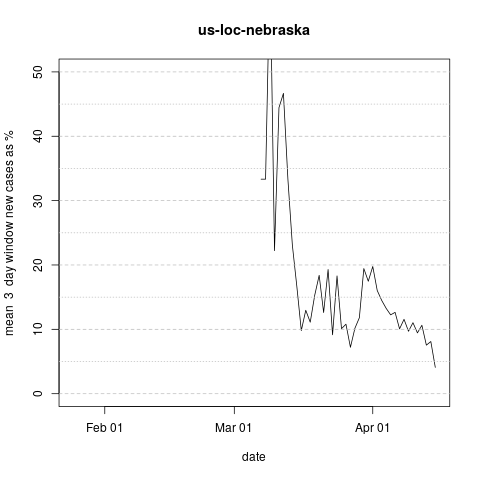 us-loc-nebraska
mean 3 day window new cases as %
50
40
30
20
10
0
Feb 01
Mar 01
Apr 01
date